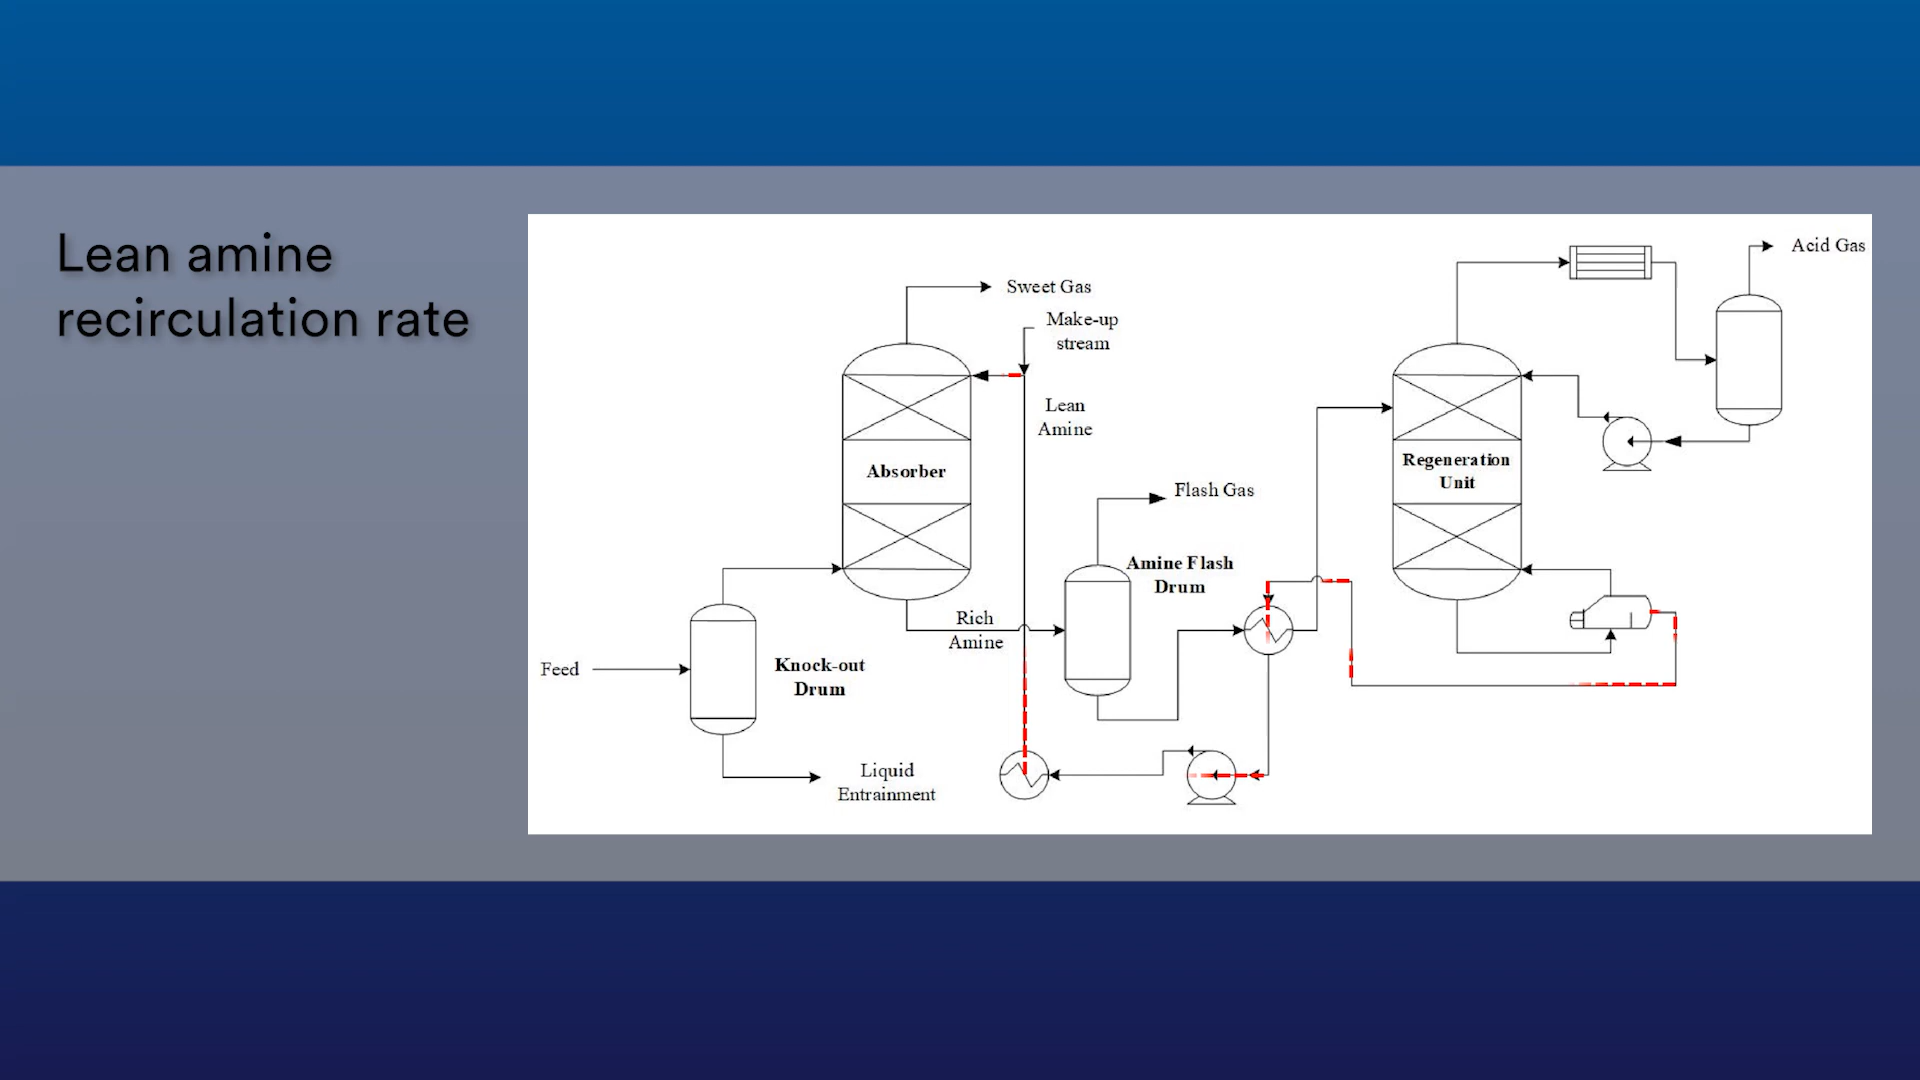 Lean amine
recirculation rate
Acid Gas
Sweet Gas
Make-up
stream
Lean
Amine
Absorber
Regeneration
Unit
Flash Gas
Amine Flash
Drum
Rich
Amine
Feed
Knock-out
Drum
Liquid
Entrainment